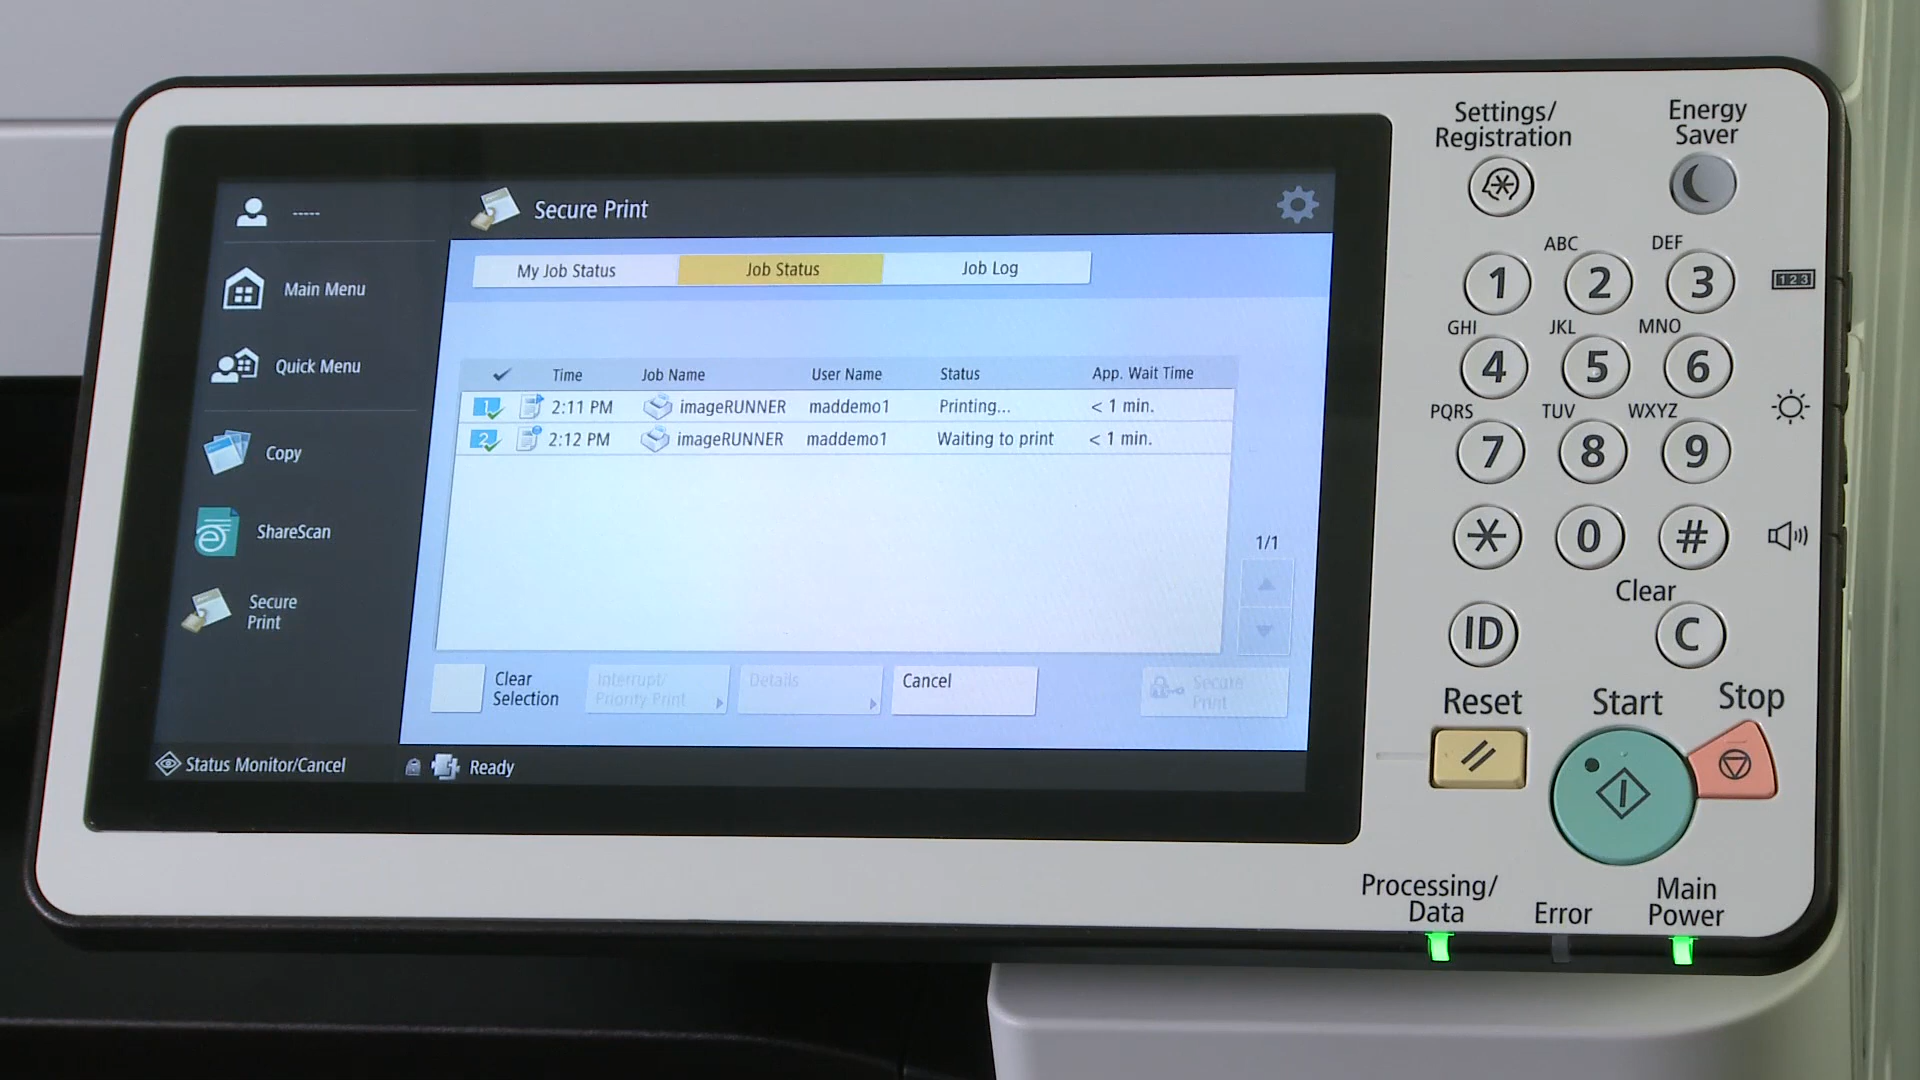 -----
Main Menu
Quick Menu
Copy
ShareScan
Secure
Print
Status Monitor/Cancel
Secure Print
My Job Status Job Status Job Log
Time Job Name User Name Status App. Wait Time
1 2:11 PM imageRUNNER maddemo1 Printing... < 1 min.
2 2:12 PM imageRUNNER maddemo1 Waiting to print < 1 min.
1/1
Clear
Selection
Interrupt/
Priority Print
Details
Cancel
Secure
Print
Ready
Settings/
Registration
Energy
Saver
ABC DEF
1 2 3
123
GHI JKL MNO
4 5 6
PQRS TUV WXYZ
7 8 9
* 0 #
Clear
ID C
Reset Start Stop
Processing/
Data
Error
Main
Power